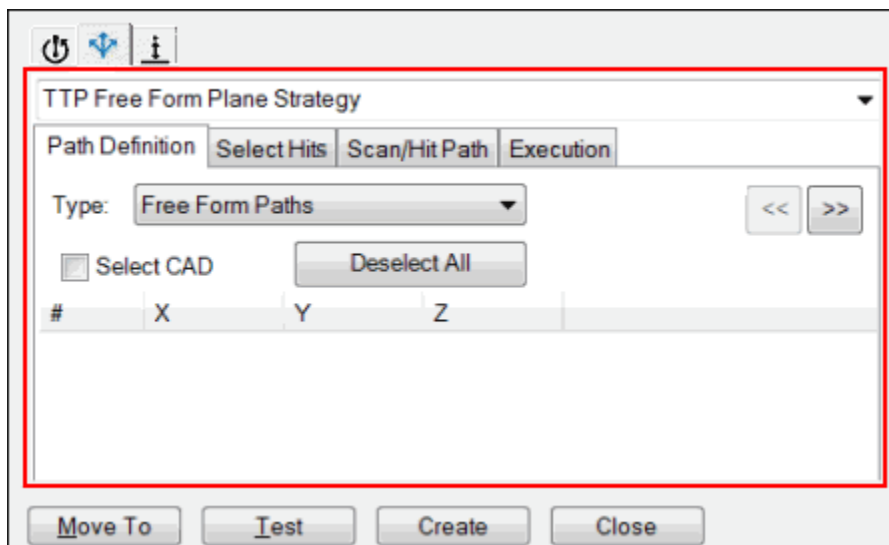 TTP Free Form Plane Strategy
Path Definition Select Hits Scan/Hit Path Execution
Type: Free Form Paths << >>
Select CAD Deselect All
# X Y Z
Move To Test Create Close